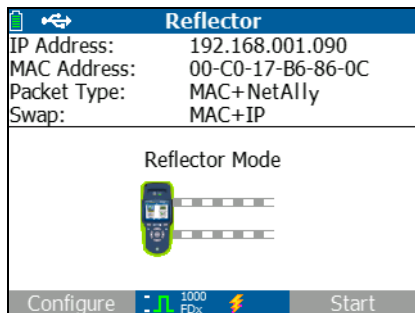 Reflector
IP Address: 192.168.001.090
MAC Address: 00-C0-17-B6-86-0C
Packet Type: MAC+NetAlly
Swap: MAC+IP
Reflector Mode
Configure 1000 FDx Start